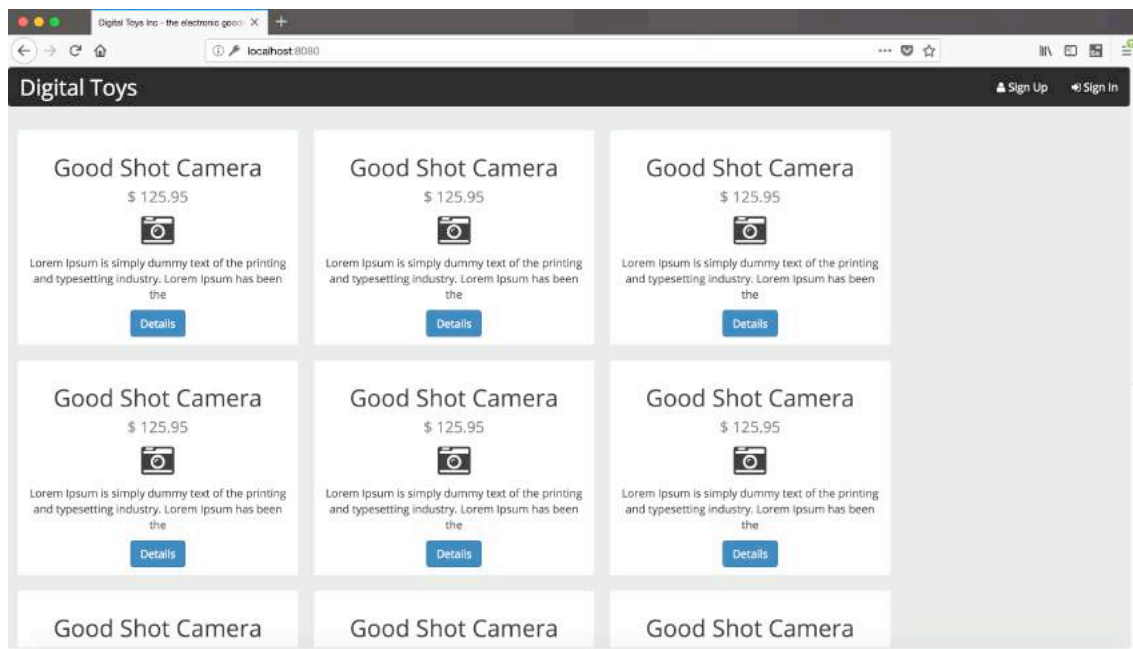 Digital Toys Inc - the electronic good
localhost:8080
Digital Toys
Sign Up
Sign In
Good Shot Camera
$ 125.95
Lorem Ipsum is simply dummy text of the printing
and typesetting industry. Lorem Ipsum has been
the
Details
Good Shot Camera
$ 125.95
Lorem Ipsum is simply dummy text of the printing
and typesetting industry. Lorem Ipsum has been
the
Details
Good Shot Camera
$ 125.95
Lorem Ipsum is simply dummy text of the printing
and typesetting industry. Lorem Ipsum has been
the
Details
Good Shot Camera
$ 125.95
Lorem Ipsum is simply dummy text of the printing
and typesetting industry. Lorem Ipsum has been
the
Details
Good Shot Camera
$ 125.95
Lorem Ipsum is simply dummy text of the printing
and typesetting industry. Lorem Ipsum has been
the
Details
Good Shot Camera
$ 125.95
Lorem Ipsum is simply dummy text of the printing
and typesetting industry. Lorem Ipsum has been
the
Details
Good Shot Camera
Good Shot Camera
Good Shot Camera